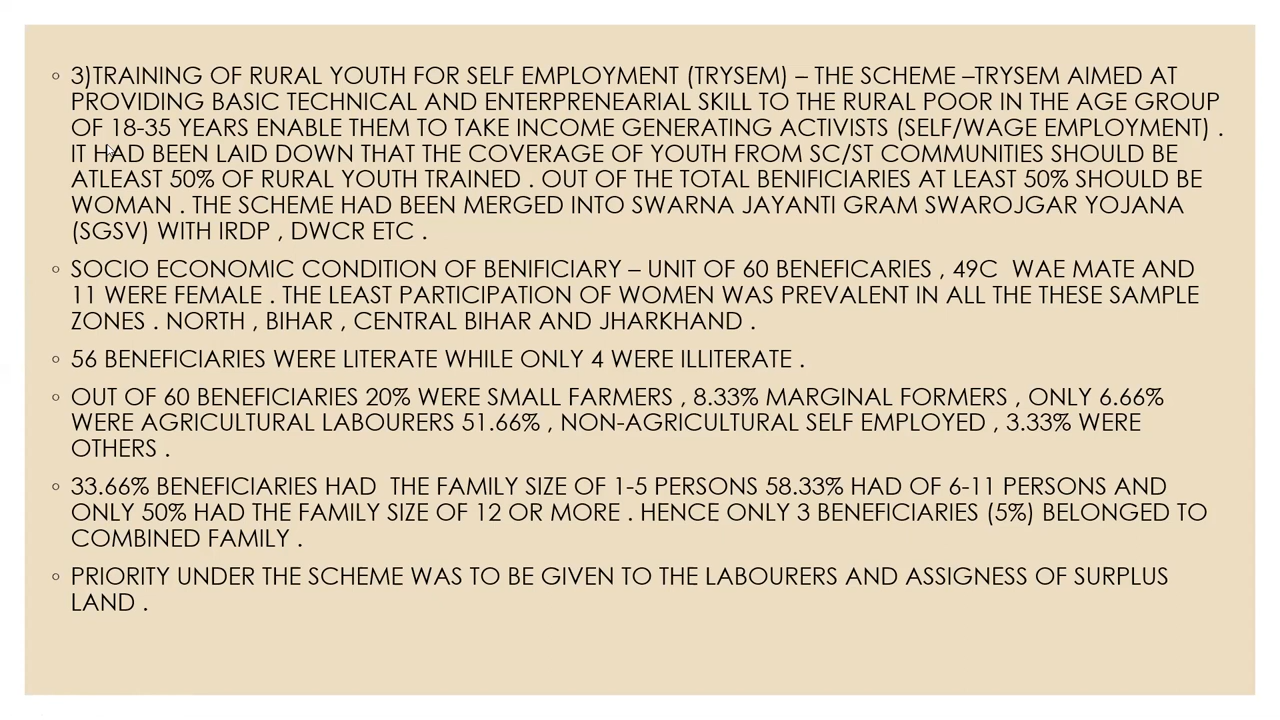 ◦ 3)TRAINING OF RURAL YOUTH FOR SELF EMPLOYMENT (TRYSEM) – THE SCHEME –TRYSEM AIMED AT
PROVIDING BASIC TECHNICAL AND ENTERPRENEARIAL SKILL TO THE RURAL POOR IN THE AGE GROUP
OF 18-35 YEARS ENABLE THEM TO TAKE INCOME GENERATING ACTIVISTS (SELF/WAGE EMPLOYMENT) .
IT HAD BEEN LAID DOWN THAT THE COVERAGE OF YOUTH FROM SC/ST COMMUNITIES SHOULD BE
ATLEAST 50% OF RURAL YOUTH TRAINED . OUT OF THE TOTAL BENIFICIARIES AT LEAST 50% SHOULD BE
WOMAN . THE SCHEME HAD BEEN MERGED INTO SWARNA JAYANTI GRAM SWAROJGAR YOJANA
(SGSV) WITH IRDP , DWCR ETC .
◦ SOCIO ECONOMIC CONDITION OF BENIFICIARY – UNIT OF 60 BENEFICARIES , 49C WAE MATE AND
11 WERE FEMALE . THE LEAST PARTICIPATION OF WOMEN WAS PREVALENT IN ALL THE THESE SAMPLE
ZONES . NORTH , BIHAR , CENTRAL BIHAR AND JHARKHAND .
◦ 56 BENEFICIARIES WERE LITERATE WHILE ONLY 4 WERE ILLITERATE .
◦ OUT OF 60 BENEFICIARIES 20% WERE SMALL FARMERS , 8.33% MARGINAL FORMERS , ONLY 6.66%
WERE AGRICULTURAL LABOURERS 51.66% , NON-AGRICULTURAL SELF EMPLOYED , 3.33% WERE
OTHERS .
◦ 33.66% BENEFICIARIES HAD THE FAMILY SIZE OF 1-5 PERSONS 58.33% HAD OF 6-11 PERSONS AND
ONLY 50% HAD THE FAMILY SIZE OF 12 OR MORE . HENCE ONLY 3 BENEFICIARIES (5%) BELONGED TO
COMBINED FAMILY .
◦ PRIORITY UNDER THE SCHEME WAS TO BE GIVEN TO THE LABOURERS AND ASSIGNESS OF SURPLUS
LAND .